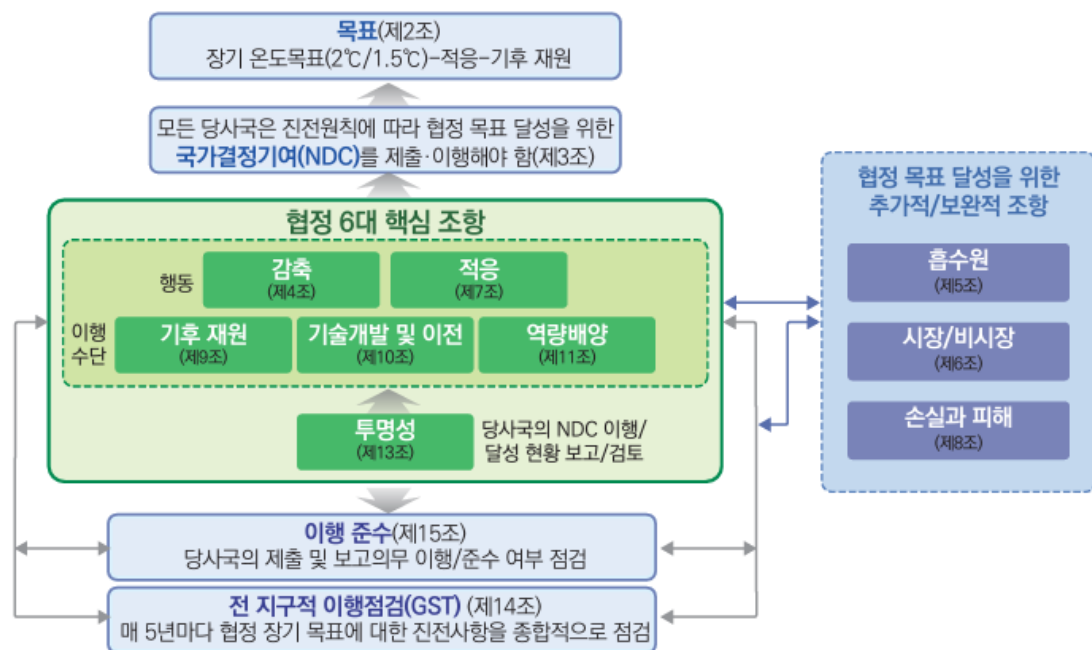 목표(제2조)
장기 온도목표(2℃/1.5℃)-적응-기후 재원
모든 당사국은 진전원칙에 따라 협정 목표 달성을 위한
국가결정기여(NDC)를 제출·이행해야 함(제3조)
협정 6대 핵심 조항
행동
감축
(제4조)
적응
(제7조)
이행
수단
기후 재원
(제9조)
기술개발 및 이전
(제10조)
역량배양
(제11조)
투명성
(제13조)
당사국의 NDC 이행/
달성 현황 보고/검토
협정 목표 달성을 위한
추가적/보완적 조항
흡수원
(제5조)
시장/비시장
(제6조)
손실과 피해
(제8조)
이행 준수(제15조)
당사국의 제출 및 보고의무 이행/준수 여부 점검
전 지구적 이행점검(GST) (제14조)
매 5년마다 협정 장기 목표에 대한 진전사항을 종합적으로 점검